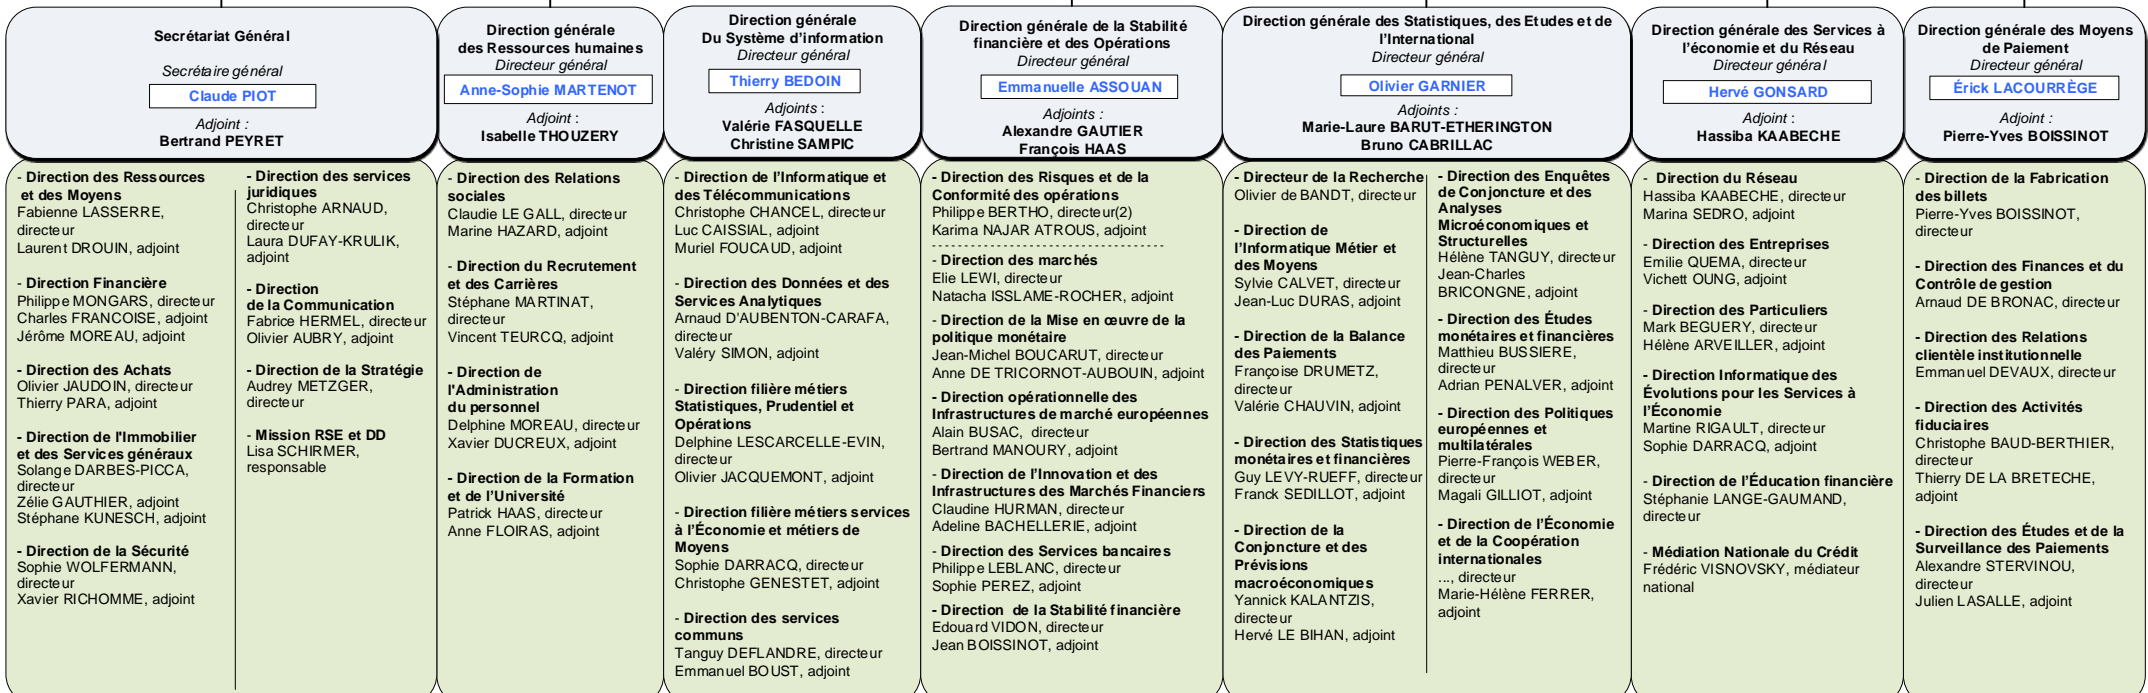 Secrétariat Général
Secrétaire général
Claude PIOT
Adjoint :
Bertrand PEYRET
- Direction des Ressources
et des Moyens
Fabienne LASSERRE,
directeur
Laurent DROUIN, adjoint
- Direction Financière
Philippe MONGARS, directeur
Charles FRANCOISE, adjoint
Jérôme MOREAU, adjoint
- Direction des Achats
Olivier JAUDOIN, directeur
Thierry PARA, adjoint
- Direction de l'Immobilier
et des Services généraux
Solange DARBES-PICCA,
directeur
Zélie GAUTHIER, adjoint
Stéphane KUNESCH, adjoint
- Direction de la Sécurité
Sophie WOLFERMANN,
directeur
Xavier RICHOMME, adjoint
- Direction des services
juridiques
Christophe ARNAUD,
directeur
Laura DUFAY-KRULIK,
adjoint
- Direction
de la Communication
Fabrice HERMEL, directeur
Olivier AUBRY, adjoint
- Direction de la Stratégie
Audrey METZGER,
directeur
- Mission RSE et DD
Lisa SCHIRMER,
responsable
Direction générale
des Ressources humaines
Directeur général
Anne-Sophie MARTENOT
Adjoint :
Isabelle THOUZERY
- Direction des Relations
sociales
Claudie LE GALL, directeur
Marine HAZARD, adjoint
- Direction du Recrutement
et des Carrières
Stéphane MARTINAT,
directeur
Vincent TEURCQ, adjoint
- Direction de
l'Administration
du personnel
Delphine MOREAU, directeur
Xavier DUCREUX, adjoint
- Direction de la Formation
et de l'Université
Patrick HAAS, directeur
Anne FLOIRAS, adjoint
Direction générale
Du Système d'information
Directeur général
Thierry BEDOIN
Adjoints :
Valérie FASQUELLE
Christine SAMPIC
- Direction de l'Informatique et
des Télécommunications
Christophe CHANCEL, directeur
Luc CAISSIAL, adjoint
Muriel FOUCAUD, adjoint
- Direction des Données et des
Services Analytiques
Arnaud D'AUBENTON-CARAFA,
directeur
Valéry SIMON, adjoint
- Direction filière métiers
Statistiques, Prudentiel et
Opérations
Delphine LESCARCELLE-EVIN,
directeur
Olivier JACQUEMONT, adjoint
- Direction filière métiers services
à l'Économie et métiers de
Moyens
Sophie DARRACQ, directeur
Christophe GENESTET, adjoint
- Direction des services
communs
Tanguy DEFLANDRE, directeur
Emmanuel BOUST, adjoint
Direction générale de la Stabilité
financière et des Opérations
Directeur général
Emmanuelle ASSOUAN
Adjoints :
Alexandre GAUTIER
François HAAS
- Direction des Risques et de la
Conformité des opérations
Philippe BERTHO, directeur(2)
Karima NAJAR ATROUS, adjoint
- Direction des marchés
Elie LEWI, directeur
Natacha ISSLAME-ROCHER, adjoint
- Direction de la Mise en œuvre de la
politique monétaire
Jean-Michel BOUCARUT, directeur
Anne DE TRICORNOT-AUBOUIN, adjoint
- Direction opérationnelle des
Infrastructures de marché européennes
Alain BUSAC, directeur
Bertrand MANOURY, adjoint
- Direction de l'Innovation et des
Infrastructures des Marchés Financiers
Claudine HURMAN, directeur
Adeline BACHELLERIE, adjoint
- Direction des Services bancaires
Philippe LEBLANC, directeur
Sophie PEREZ, adjoint
- Direction de la Stabilité financière
Edouard VIDON, directeur
Jean BOISSINOT, adjoint
Direction générale des Statistiques, des Etudes et de
l'International
Directeur général
Olivier GARNIER
Adjoints :
Marie-Laure BARUT-ETHERINGTON
Bruno CABRILLAC
- Directeur de la Recherche
Olivier de BANDT, directeur
- Direction de
l'Informatique Métier et
des Moyens
Sylvie CALVET, directeur
Jean-Luc DURAS, adjoint
- Direction de la Balance
des Paiements
Françoise DRUMETZ,
directeur
Valérie CHAUVIN, adjoint
- Direction des Statistiques
monétaires et financières
Guy LEVY-RUEFF, directeur
Franck SEDILLOT, adjoint
- Direction de la
Conjoncture et des
Prévisions
macroéconomiques
Yannick KALANTZIS,
directeur
Hervé LE BIHAN, adjoint
- Direction des Enquêtes
de Conjoncture et des
Analyses
Microéconomiques et
Structurelles
Hélène TANGUY, directeur
Jean-Charles
BRICONGNE, adjoint
- Direction des Études
monétaires et financières
Matthieu BUSSIERE,
directeur
Adrian PENALVER, adjoint
- Direction des Politiques
européennes et
multilatérales
Pierre-François WEBER,
directeur
Magali GILLIOT, adjoint
- Direction de l'Économie
et de la Coopération
internationales
..., directeur
Marie-Hélène FERRER,
adjoint
Direction générale des Services à
l'économie et du Réseau
Directeur général
Hervé GONSARD
Adjoint :
Hassiba KAABECHE
- Direction du Réseau
Hassiba KAABECHE, directeur
Marina SEDRO, adjoint
- Direction des Entreprises
Emilie QUEMA, directeur
Vichett OUNG, adjoint
- Direction des Particuliers
Mark BEGUERY, directeur
Hélène ARVEILLER, adjoint
- Direction Informatique des
Évolutions pour les Services à
l'Économie
Martine RIGAULT, directeur
Sophie DARRACQ, adjoint
- Direction de l'Éducation financière
Stéphanie LANGE-GAUMAND,
directeur
- Médiation Nationale du Crédit
Frédéric VISNOVSKY, médiateur
national
Direction générale des Moyens
de Paiement
Directeur général
Érick LACOURRÈGE
Adjoint :
Pierre-Yves BOISSINOT
- Direction de la Fabrication
des billets
Pierre-Yves BOISSINOT,
directeur
- Direction des Finances et du
Contrôle de gestion
Arnaud DE BRONAC, directeur
- Direction des Relations
clientèle institutionnelle
Emmanuel DEVAUX, directeur
- Direction des Activités
fiduciaires
Christophe BAUD-BERTHIER,
directeur
Thierry DE LA BRETECHE,
adjoint
- Direction des Études et de la
Surveillance des Paiements
Alexandre STERVINOU,
directeur
Julien LASALLE, adjoint